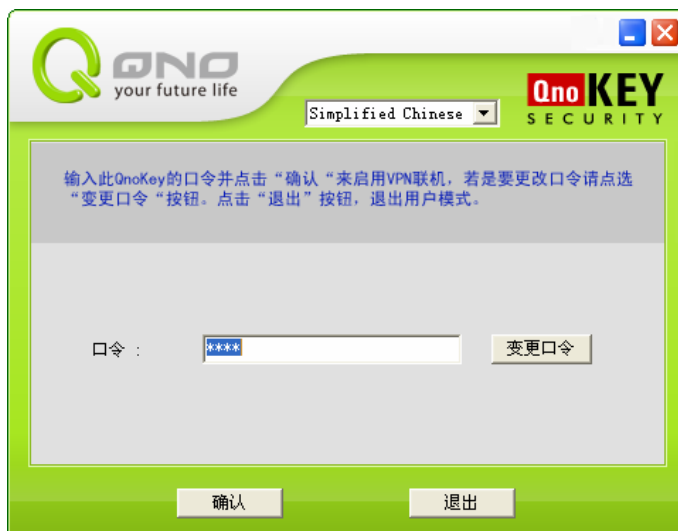 QNO
your future life
Qno KEY
SECURITY
Simplified Chinese
输入此QnoKey的口令并点击“确认“来启用VPN联机，若是要更改口令请点选
“变更口令“按钮。点击“退出”按钮，退出用户模式。
口令 : **** 变更口令
确认 退出